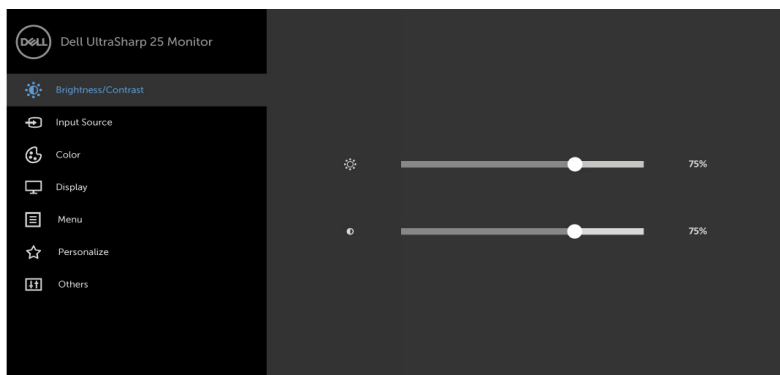 DELL
Dell UltraSharp 25 Monitor
Brightness/Contrast
Input Source
Color
75%
Display
Menu
75%
Personalize
Others